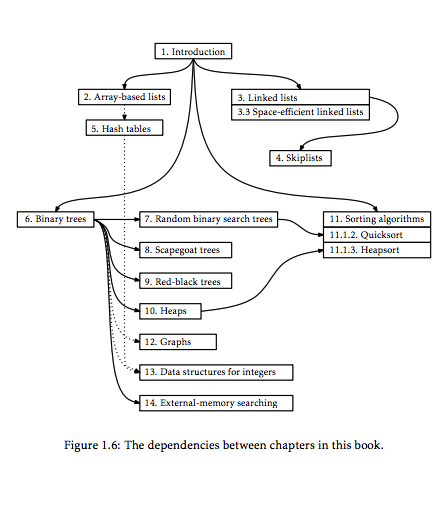 1. Introduction
2. Array-based lists
3. Linked lists
3.3 Space-efficient linked lists
5. Hash tables
4. Skiplists
6. Binary trees
7. Random binary search trees
11. Sorting algorithms
11.1.2. Quicksort
8. Scapegoat trees
11.1.3. Heapsort
9. Red-black trees
10. Heaps
12. Graphs
13. Data structures for integers
14. External-memory searching
Figure 1.6: The dependencies between chapters in this book.